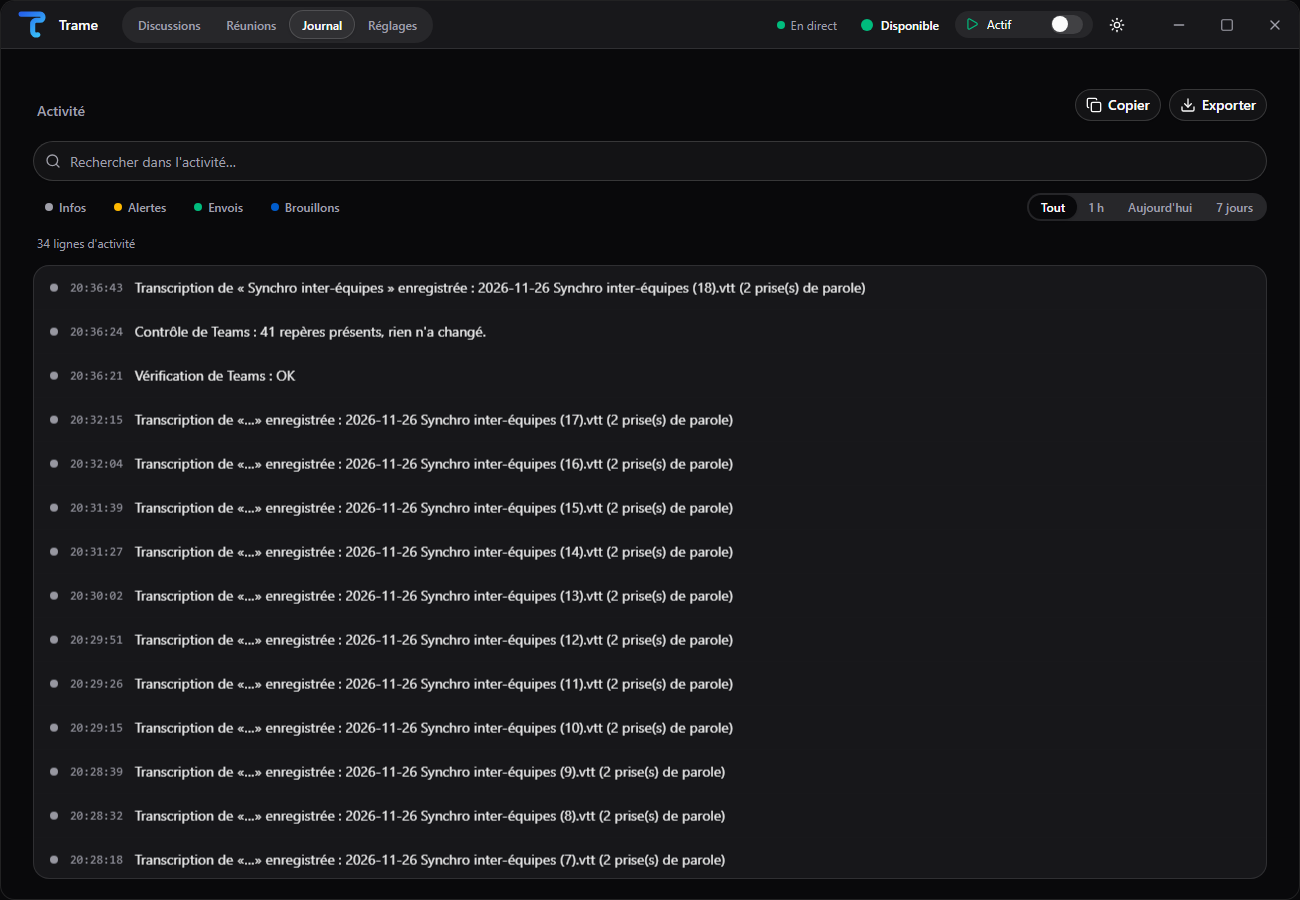 Trame
Discussions Réunions Journal Réglages
En direct Disponible Actif
Activité
Copier Exporter
Rechercher dans l'activité...
Infos Alertes Envois Brouillons
Tout 1 h Aujourd'hui 7 jours
34 lignes d'activité
20:36:43 Transcription de « Synchro inter-équipes » enregistrée : 2026-11-26 Synchro inter-équipes (18).vtt (2 prise(s) de parole)
20:36:24 Contrôle de Teams : 41 repères présents, rien n'a changé.
20:36:21 Vérification de Teams : OK
20:32:15 Transcription de «...» enregistrée : 2026-11-26 Synchro inter-équipes (17).vtt (2 prise(s) de parole)
20:32:04 Transcription de «...» enregistrée : 2026-11-26 Synchro inter-équipes (16).vtt (2 prise(s) de parole)
20:31:39 Transcription de «...» enregistrée : 2026-11-26 Synchro inter-équipes (15).vtt (2 prise(s) de parole)
20:31:27 Transcription de «...» enregistrée : 2026-11-26 Synchro inter-équipes (14).vtt (2 prise(s) de parole)
20:30:02 Transcription de «...» enregistrée : 2026-11-26 Synchro inter-équipes (13).vtt (2 prise(s) de parole)
20:29:51 Transcription de «...» enregistrée : 2026-11-26 Synchro inter-équipes (12).vtt (2 prise(s) de parole)
20:29:26 Transcription de «...» enregistrée : 2026-11-26 Synchro inter-équipes (11).vtt (2 prise(s) de parole)
20:29:15 Transcription de «...» enregistrée : 2026-11-26 Synchro inter-équipes (10).vtt (2 prise(s) de parole)
20:28:39 Transcription de «...» enregistrée : 2026-11-26 Synchro inter-équipes (9).vtt (2 prise(s) de parole)
20:28:32 Transcription de «...» enregistrée : 2026-11-26 Synchro inter-équipes (8).vtt (2 prise(s) de parole)
20:28:18 Transcription de «...» enregistrée : 2026-11-26 Synchro inter-équipes (7).vtt (2 prise(s) de parole)